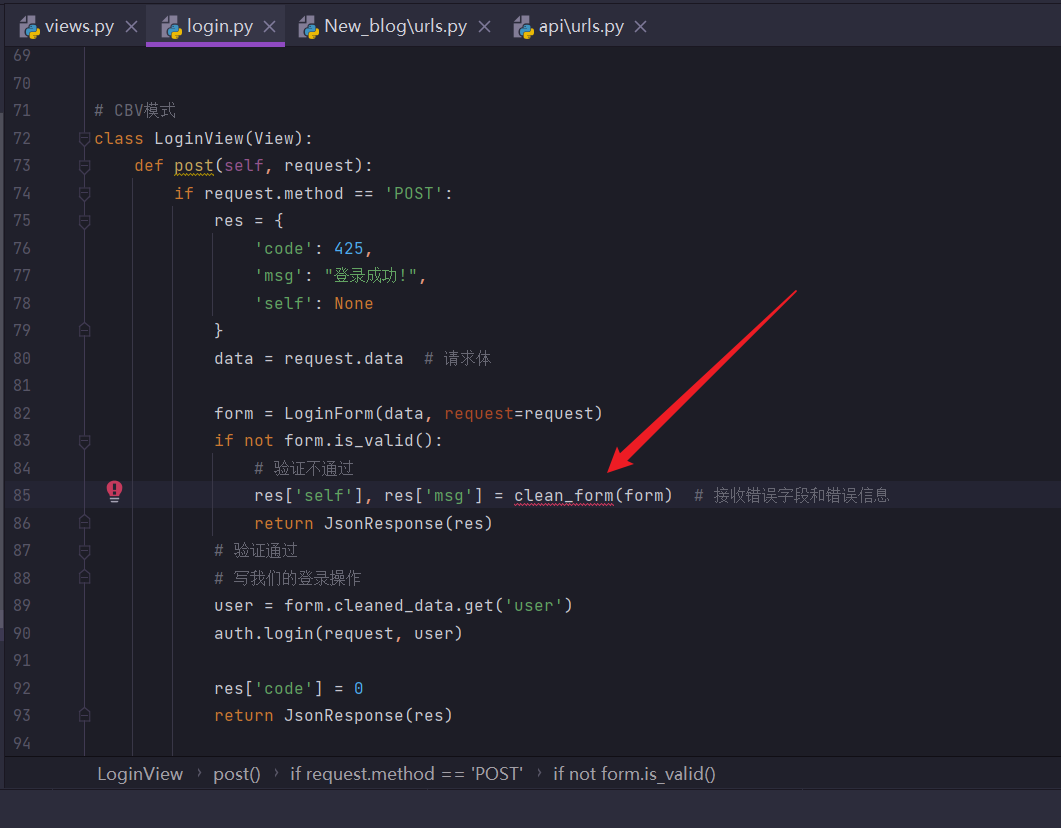 views.py login.py New_blog\urls.py api\urls.py
69
70
71 # CBV模式
72 class LoginView(View):
73 def post(self, request):
74 if request.method == 'POST':
75 res = {
76 'code': 425,
77 'msg': "登录成功!",
78 'self': None
79 }
80 data = request.data # 请求体
81
82 form = LoginForm(data, request=request)
83 if not form.is_valid():
84 # 验证不通过
85 res['self'], res['msg'] = clean_form(form) # 接收错误字段和错误信息
86 return JsonResponse(res)
87 # 验证通过
88 # 写我们的登录操作
89 user = form.cleaned_data.get('user')
90 auth.login(request, user)
91
92 res['code'] = 0
93 return JsonResponse(res)
94
LoginView › post() › if request.method == 'POST' › if not form.is_valid()